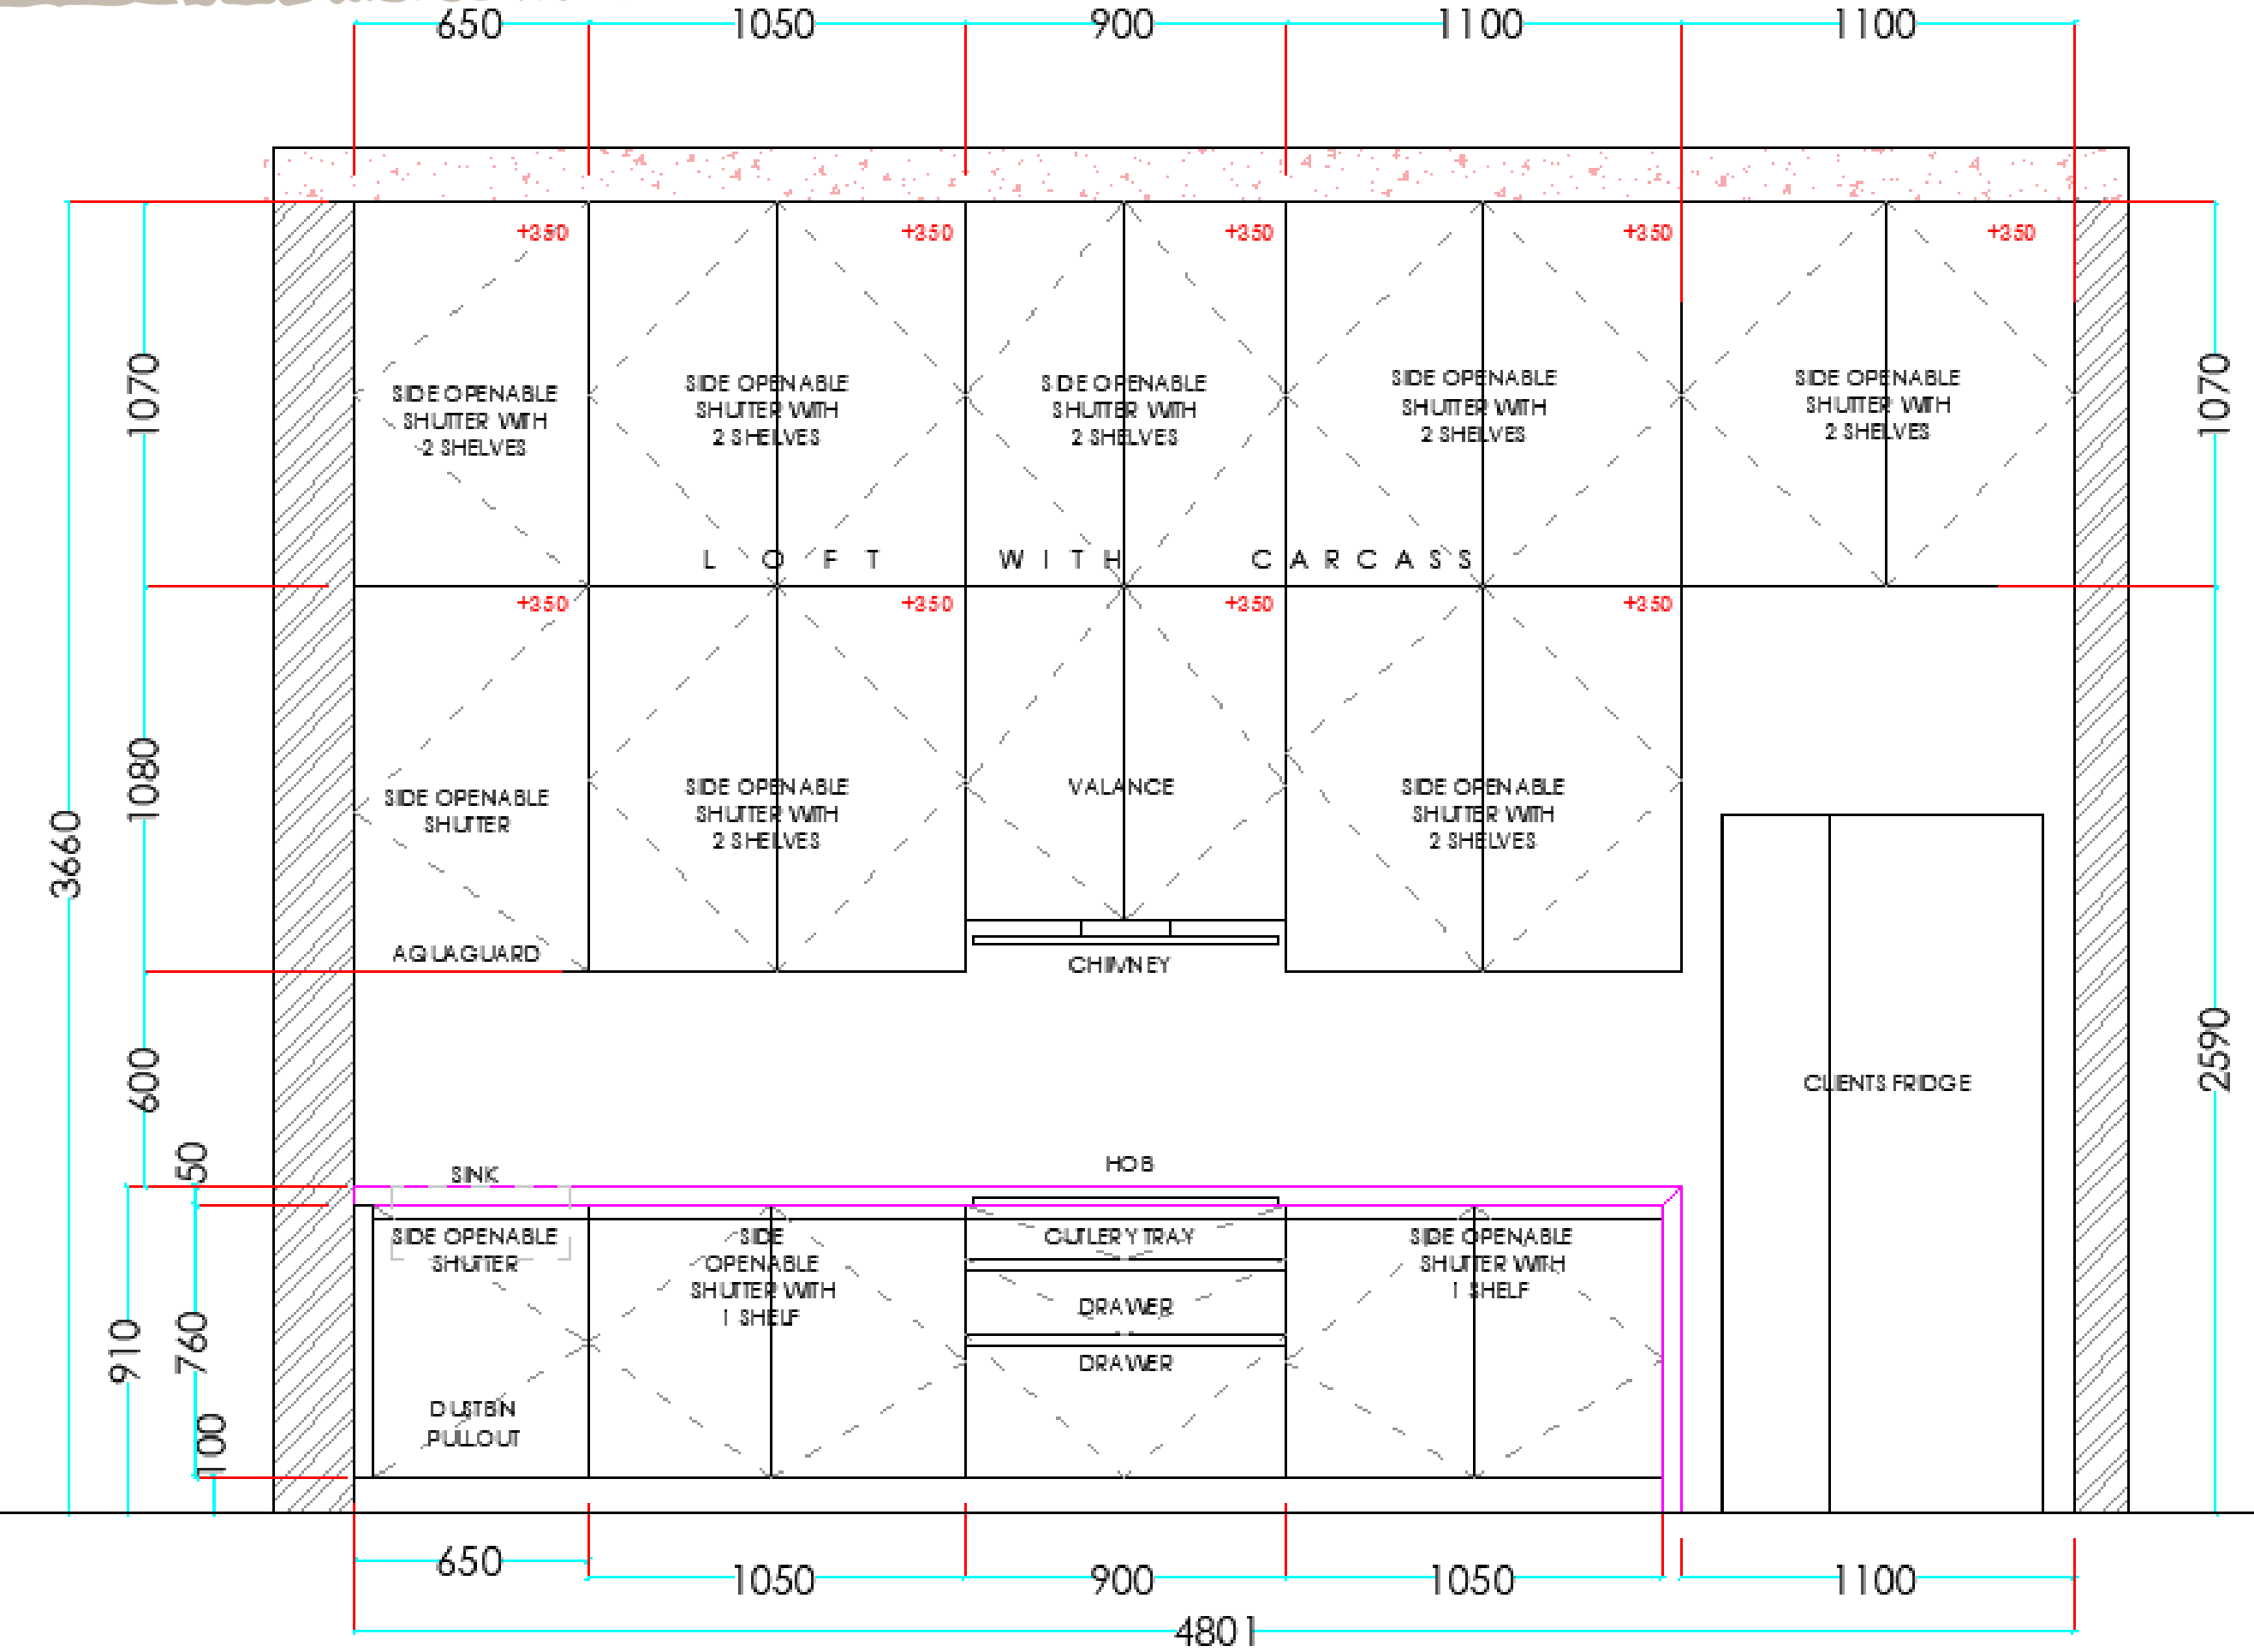 650 1050 900 1100 1100
+350 +350 +350 +350 +350
1070
SIDE OPENABLE
SHUTTER WITH
2 SHELVES
SIDE OPENABLE
SHUTTER WITH
2 SHELVES
SIDE OPENABLE
SHUTTER WITH
2 SHELVES
SIDE OPENABLE
SHUTTER WITH
2 SHELVES
SIDE OPENABLE
SHUTTER WITH
2 SHELVES
1070
LOFT WITH CARCASS
+350 +350 +350 +350
3660
1080
SIDE OPENABLE
SHUTTER
SIDE OPENABLE
SHUTTER WITH
2 SHELVES
VALANCE
SIDE OPENABLE
SHUTTER WITH
2 SHELVES
AQUAGUARD
CHIMNEY
600
2590
CLIENTS FRIDGE
50
SINK
HOB
910
760
100
SIDE OPENABLE
SHUTTER
SIDE
OPENABLE
SHUTTER WITH
1 SHELF
CUTLERY TRAY
DRAWER
DRAWER
SIDE OPENABLE
SHUTTER WITH
1 SHELF
DUSTBIN
PULLOUT
650 1050 900 1050 1100
4801